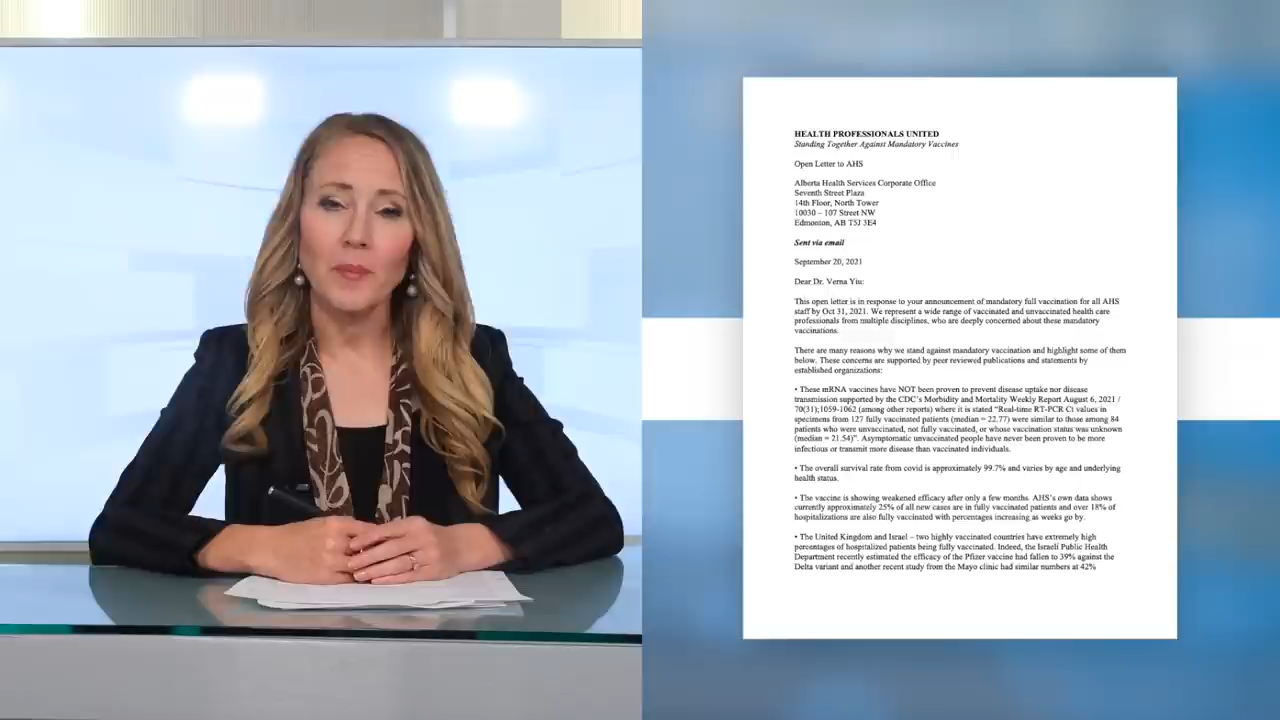 HEALTH PROFESSIONALS UNITED
Standing Together Against Mandatory Vaccines
Open Letter to AHS
Alberta Health Services Corporate Office
Seventh Street Plaza
14th Floor, North Tower
10030 – 107 Street NW
Edmonton, AB T5J 3E4
Sent via email
September 20, 2021
Dear Dr. Verna Yiu:
This open letter is in response to your announcement of mandatory full vaccination for all AHS
staff by Oct 31, 2021. We represent a wide range of vaccinated and unvaccinated health care
professionals from multiple disciplines, who are deeply concerned about these mandatory
vaccinations.
There are many reasons why we stand against mandatory vaccination and highlight some of them
below. These concerns are supported by peer reviewed publications and statements by
established organizations:
• These mRNA vaccines have NOT been proven to prevent disease uptake nor disease
transmission supported by the CDC's Morbidity and Mortality Weekly Report August 6, 2021 /
70(31);1059-1062 (among other reports) where it is stated “Real-time RT-PCR Ct values in
specimens from 127 fully vaccinated patients (median = 22.77) were similar to those among 84
patients who were unvaccinated, not fully vaccinated, or whose vaccination status was unknown
(median = 21.54)”. Asymptomatic unvaccinated people have never been proven to be more
infectious or transmit more disease than vaccinated individuals.
• The overall survival rate from covid is approximately 99.7% and varies by age and underlying
health status.
• The vaccine is showing weakened efficacy after only a few months. AHS's own data shows
currently approximately 25% of all new cases are in fully vaccinated patients and over 18% of
hospitalizations are also fully vaccinated with percentages increasing as weeks go by.
• The United Kingdom and Israel – two highly vaccinated countries have extremely high
percentages of hospitalized patients being fully vaccinated. Indeed, the Israeli Public Health
Department recently estimated the efficacy of the Pfizer vaccine had fallen to 39% against the
Delta variant and another recent study from the Mayo clinic had similar numbers at 42%